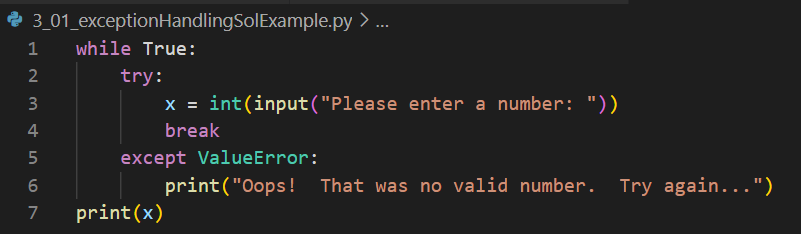 3_01_exceptionHandlingSolExample.py > ...
1 while True:
2     try:
3         x = int(input("Please enter a number: "))
4         break
5     except ValueError:
6         print("Oops!  That was no valid number.  Try again...")
7 print(x)